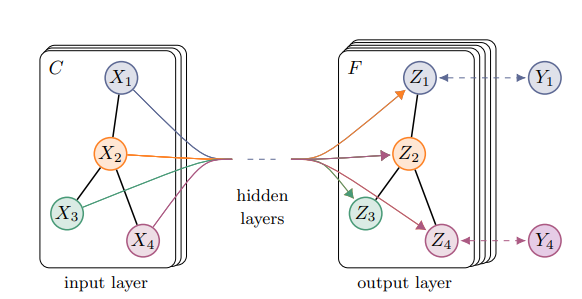 C
X₁
X₂
X₃
X₄
input layer
hidden
layers
F
Z₁
Z₂
Z₃
Z₄
output layer
Y₁
Y₄